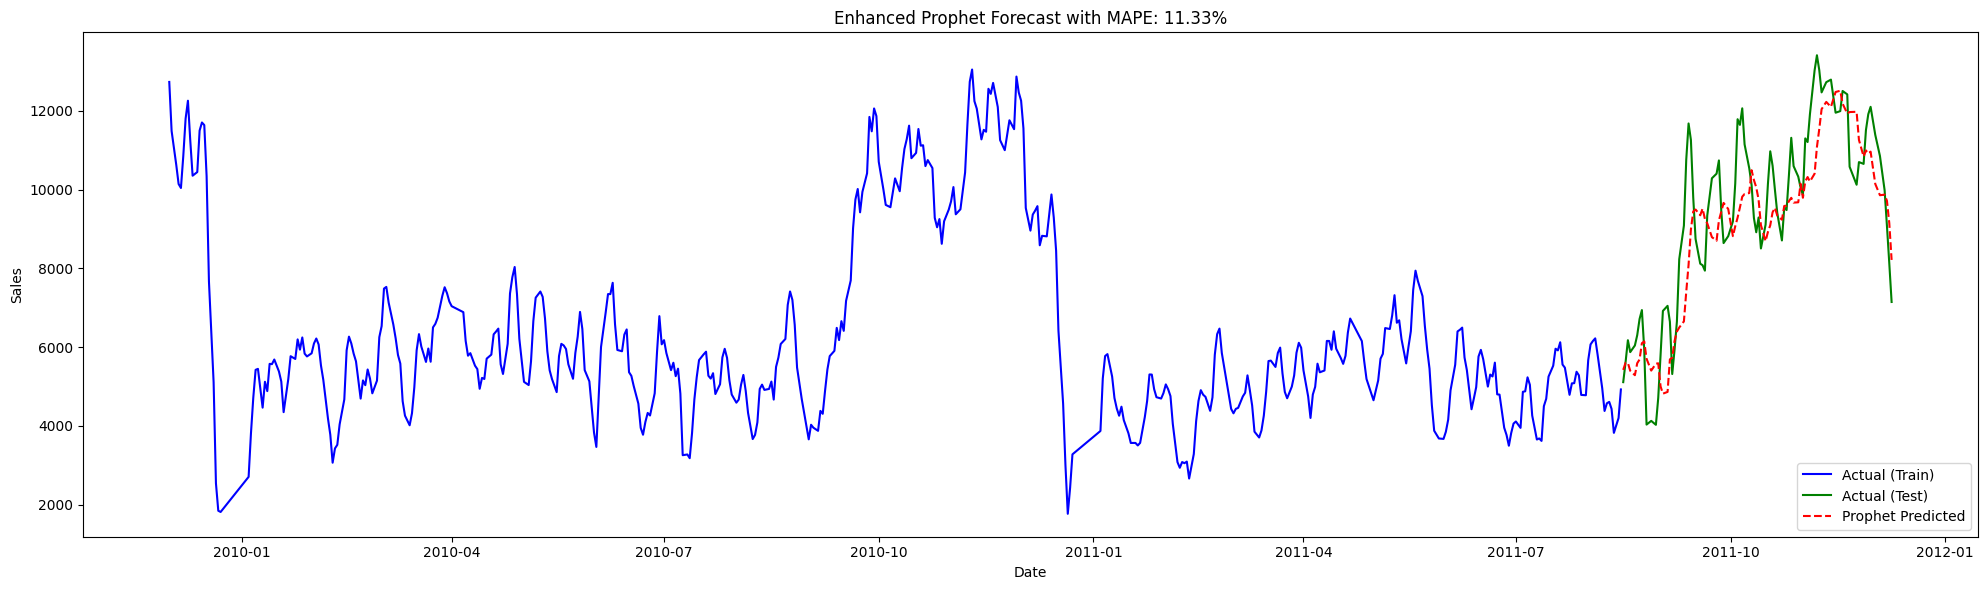 Enhanced Prophet Forecast with MAPE: 11.33%
Sales
12000
10000
8000
6000
4000
2000
2010-01 2010-04 2010-07 2010-10 2011-01 2011-04 2011-07 2011-10 2012-01
Date
Actual (Train)
Actual (Test)
Prophet Predicted